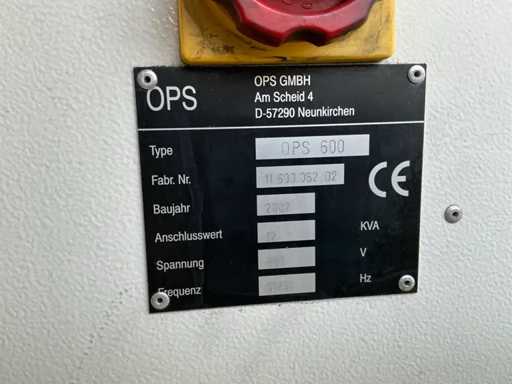 OPS
OPS GMBH
Am Scheid 4
D-57290 Neunkirchen
Type OPS 600
Fabr. Nr.
CE
Baujahr
Anschlusswert KVA
Spannung V
Frequenz Hz